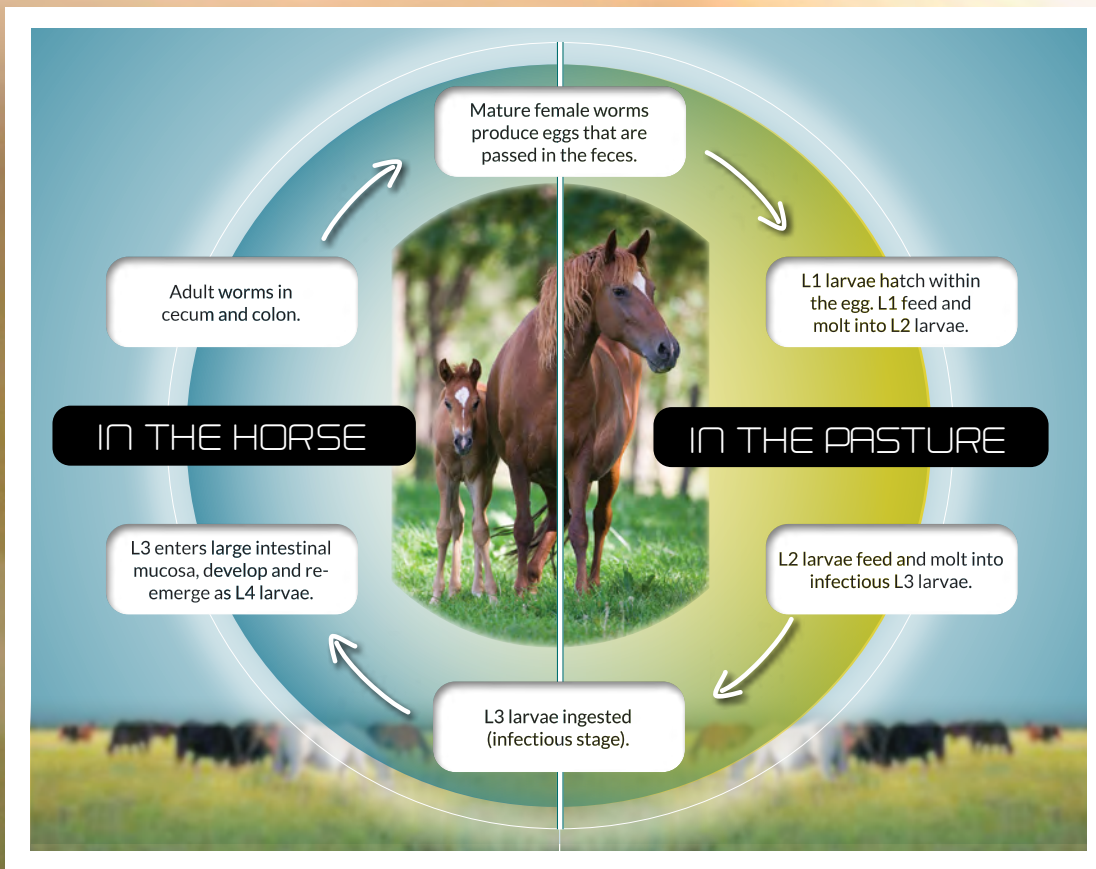 Mature female worms
produce eggs that are
passed in the feces.
L1 larvae hatch within
the egg. L1 feed and
molt into L2 larvae.
Adult worms in
cecum and colon.
IN THE HORSE
IN THE PASTURE
L3 enters large intestinal
mucosa, develop and re-
emerge as L4 larvae.
L2 larvae feed and molt into
infectious L3 larvae.
L3 larvae ingested
(infectious stage).